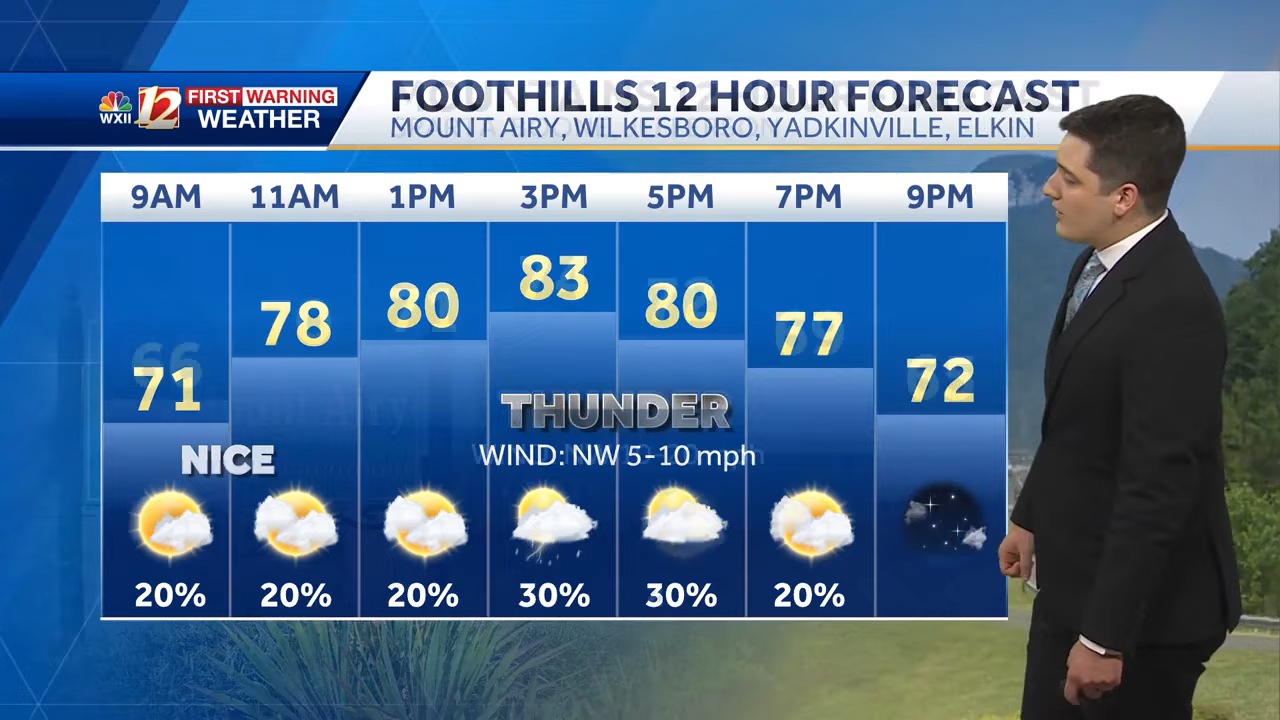 WXII 12 FIRST WARNING
WEATHER
FOOTHILLS 12 HOUR FORECAST
MOUNT AIRY, WILKESBORO, YADKINVILLE, ELKIN
9AM 11AM 1PM 3PM 5PM 7PM 9PM
71 78 80 83 80 77 72
66
NICE THUNDER
WIND: NW 5-10 mph
20% 20% 20% 30% 30% 20%